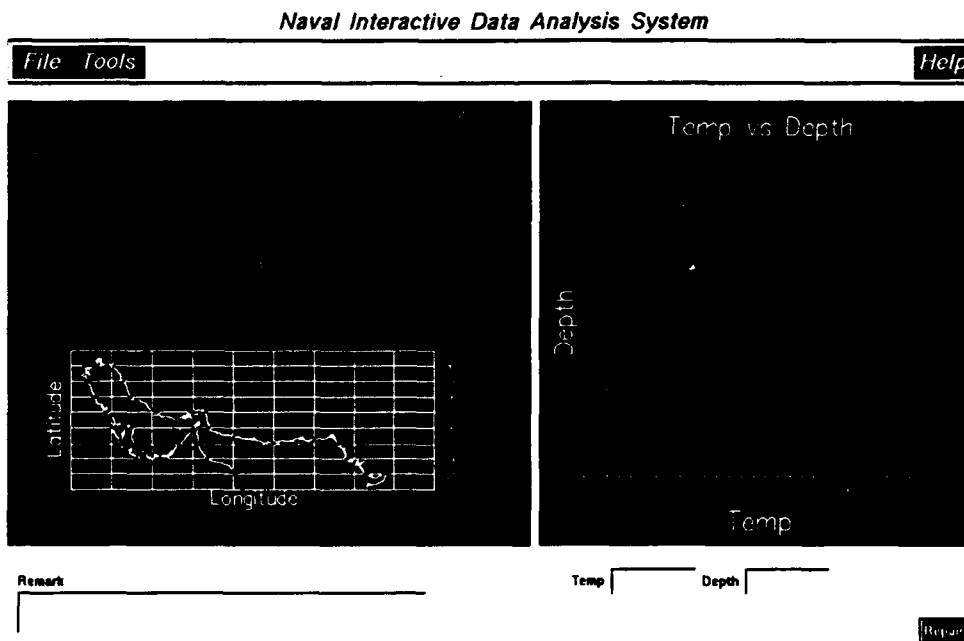 Naval Interactive Data Analysis System
File Tools
Help
Temp vs Depth
Depth
Latitude
Longitude
Temp
Remark
Temp
Depth